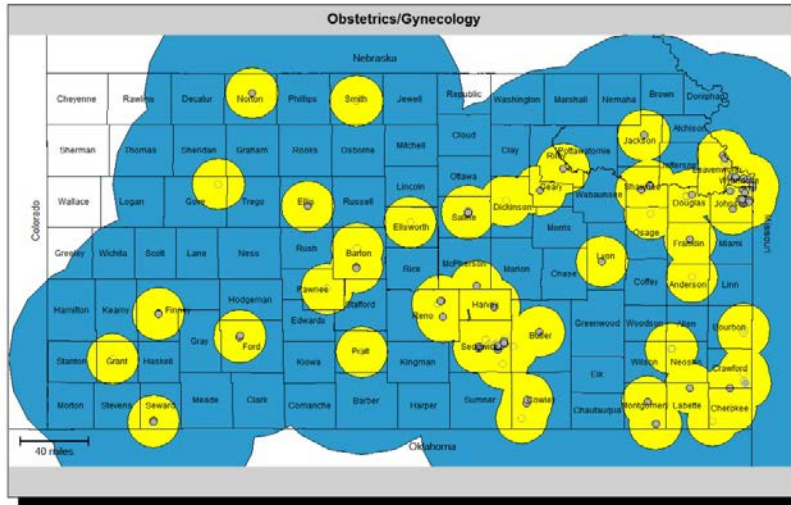 Obstetrics/Gynecology
Nebraska
Cheyenne Rawlins Decatur Norton Phillips Smith Jewell Republic Washington Marshall Nemaha Brown Doniphan
Cloud Atchison
Sherman Thomas Sheridan Graham Rooks Osborne Mitchell Clay Riley Pottawatomie Jackson Jefferson Leavenworth
Ottawa Geary Wyandotte
Wallace Logan Gove Trego Ellis Russell Lincoln Saline Dickinson Wabaunsee Shawnee Douglas Johnson
Ellsworth Morris Osage
Colorado
Missouri
Greeley Wichita Scott Lane Ness Rush Barton Rice McPherson Marion Chase Lyon Franklin Miami
Pawnee Coffey Anderson Linn
Hamilton Kearny Finney Hodgeman Stafford Reno Harvey
Edwards Greenwood Woodson Allen Bourbon
Stanton Grant Haskell Gray Ford Kiowa Pratt Kingman Sedgwick Butler Wilson Neosho Crawford
Elk
Morton Stevens Seward Meade Clark Comanche Barber Harper Sumner Cowley Chautauqua Montgomery Labette Cherokee
40 miles
Oklahoma